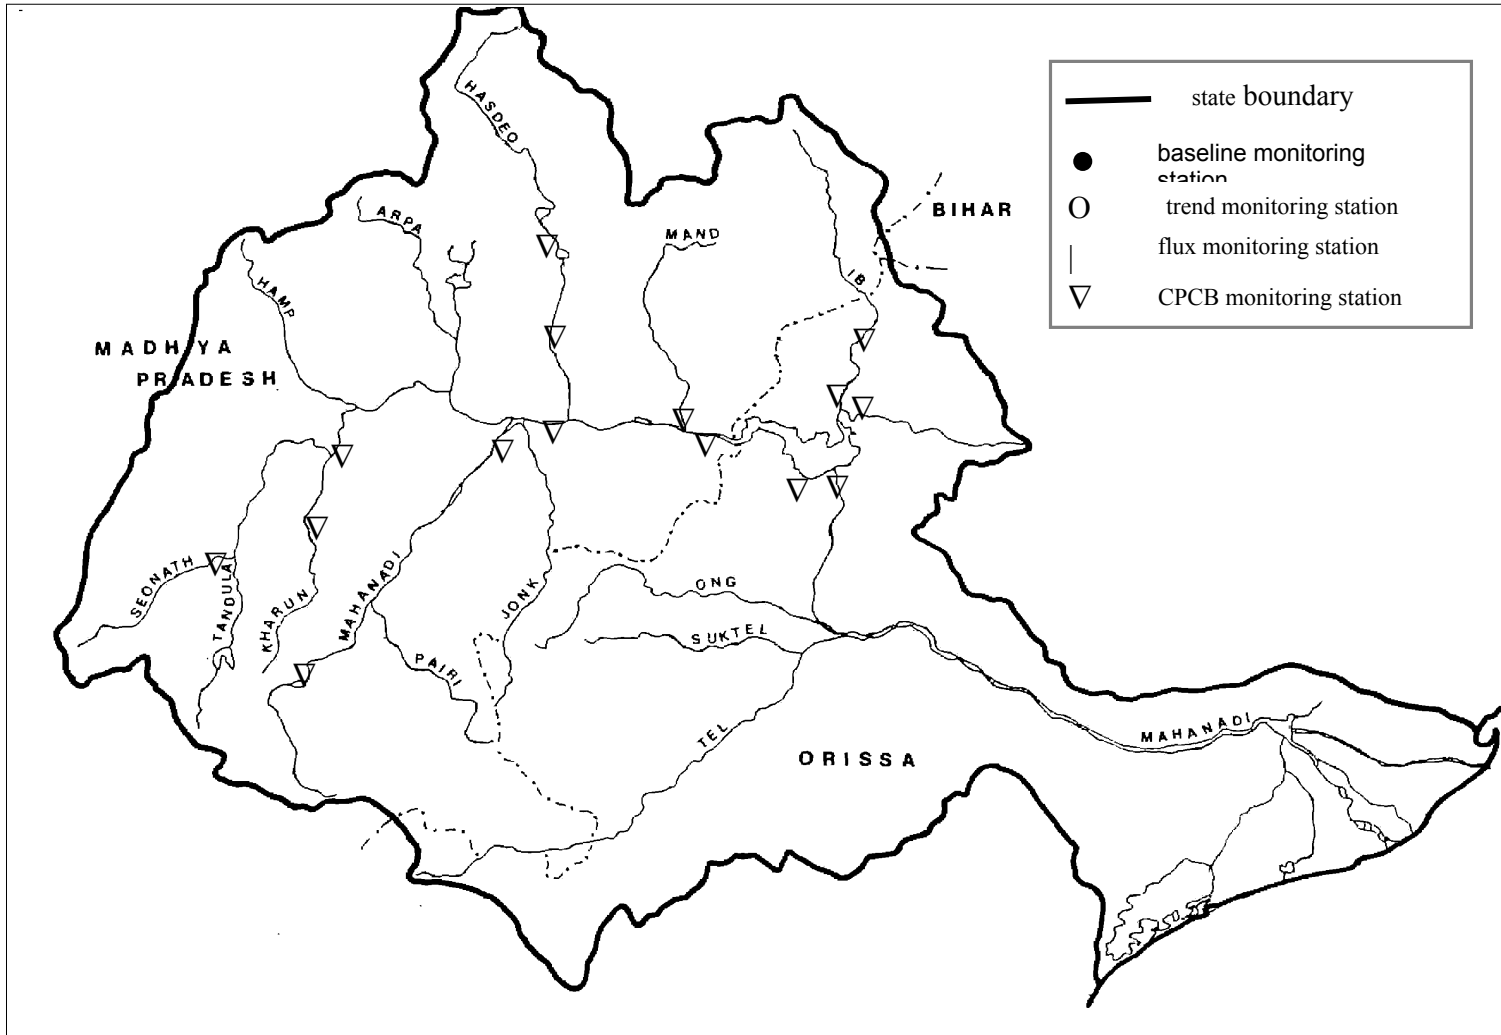 state boundary
baseline monitoring
station
trend monitoring station
flux monitoring station
CPCB monitoring station
HASDEO
ARPA
MAND
BIHAR
IB
HAMP
MADHYA
PRADESH
SEONATH
TANDULA
KHARUN
MAHANADI
JONK
ONG
SUKTEL
PAIRI
TEL
ORISSA
MAHANADI